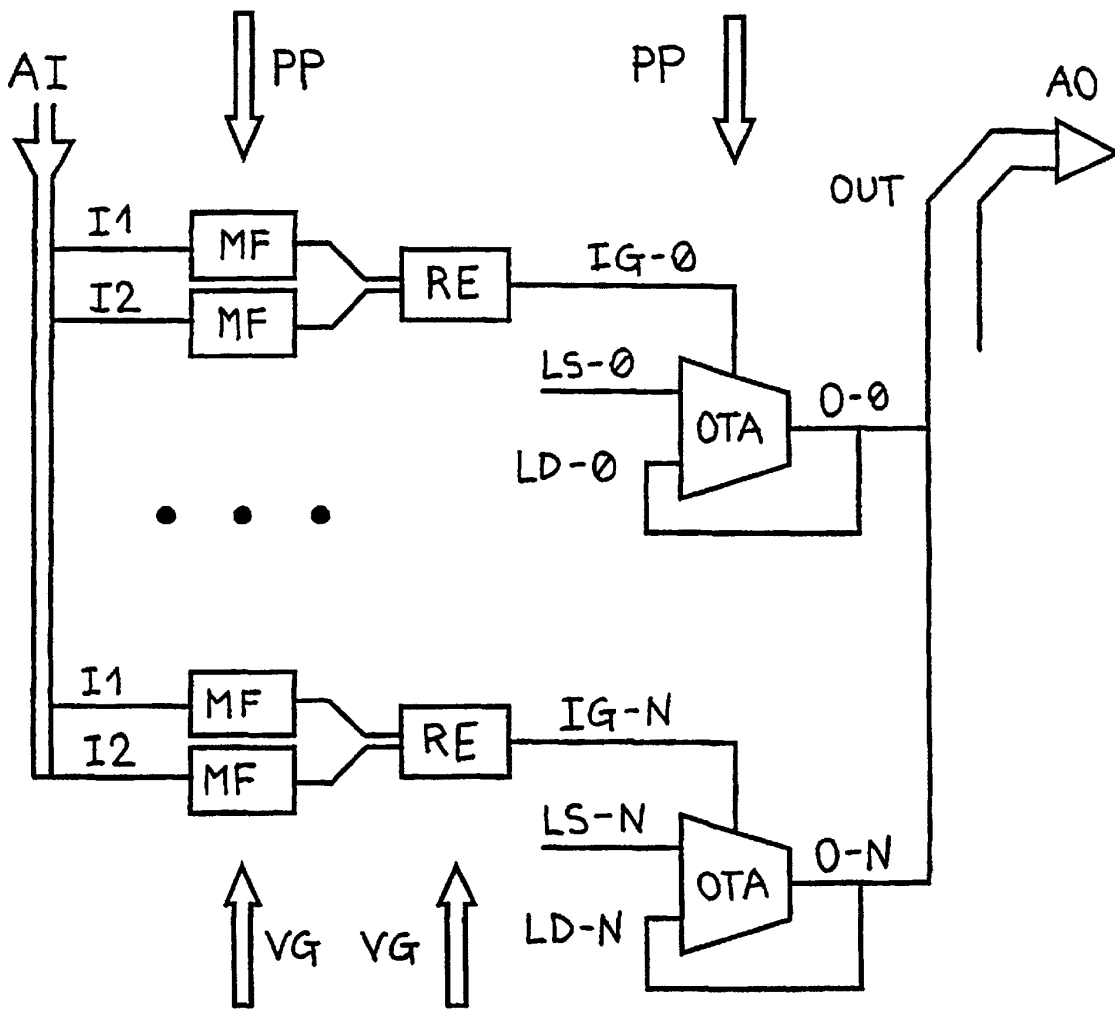 AI
PP
PP
AO
OUT
I1
MF
I2
MF
RE
IG-0
LS-0
LD-0
OTA
O-0
I1
MF
I2
MF
RE
IG-N
LS-N
LD-N
OTA
O-N
VG
VG